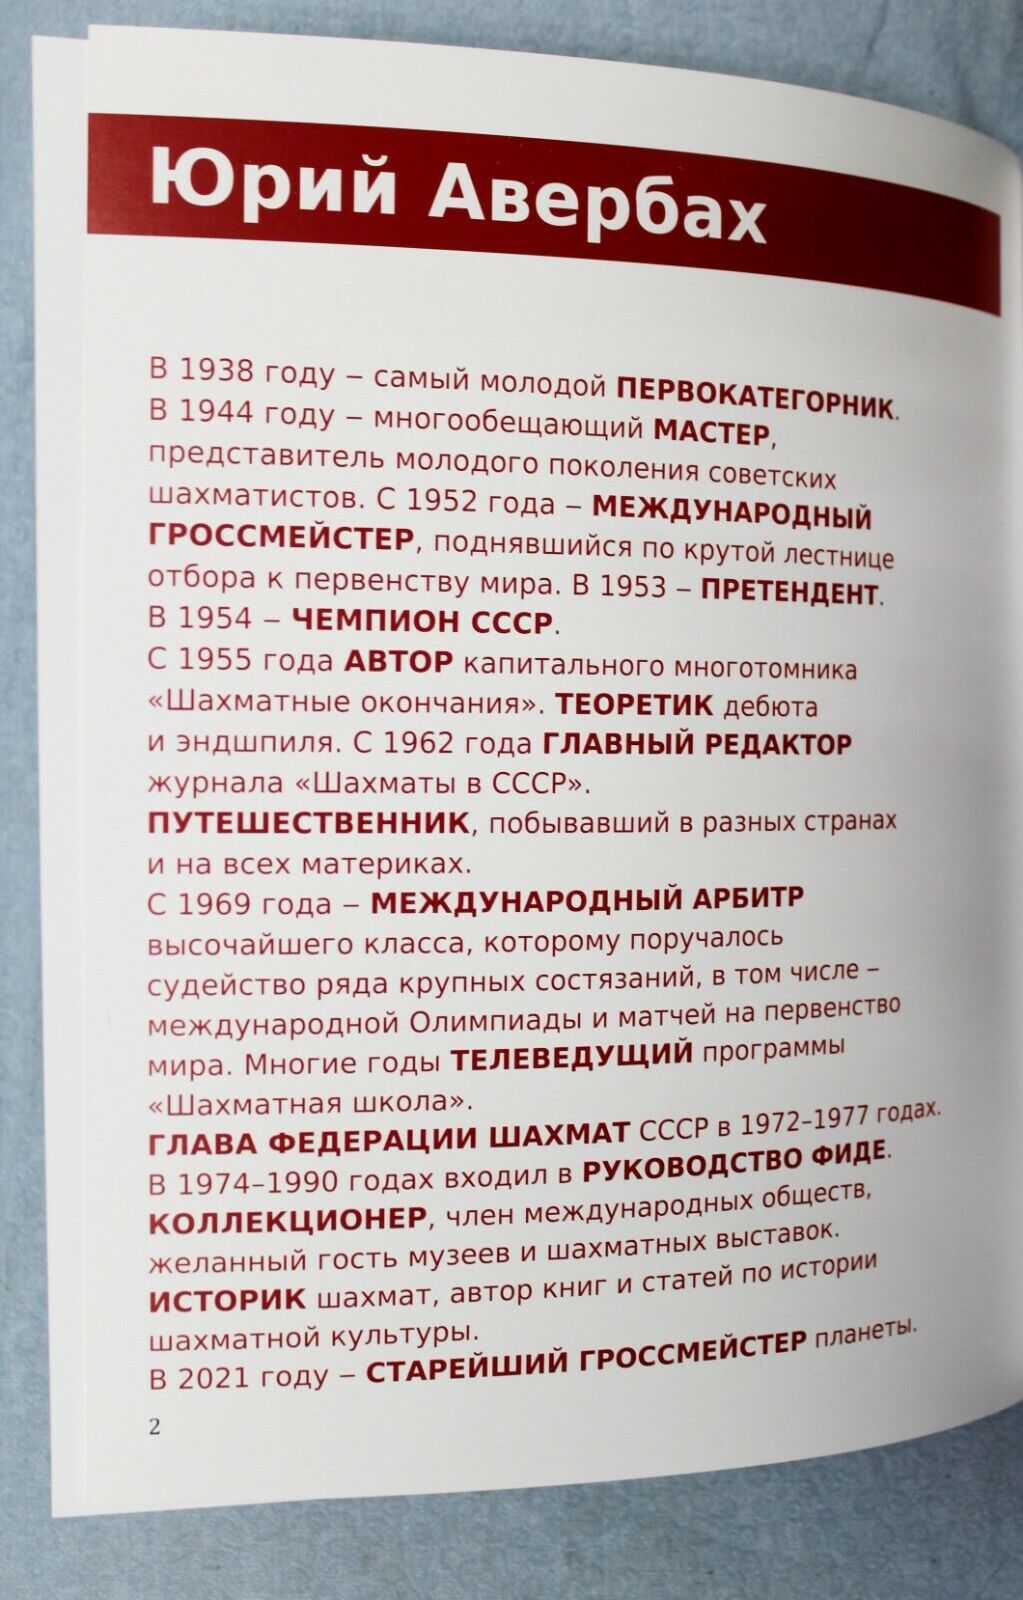 Юрий Авербах
В 1938 году – самый молодой ПЕРВОКАТЕГОРНИК.
В 1944 году – многообещающий МАСТЕР,
представитель молодого поколения советских
шахматистов. С 1952 года – МЕЖДУНАРОДНЫЙ
ГРОССМЕЙСТЕР, поднявшийся по крутой лестнице
отбора к первенству мира. В 1953 – ПРЕТЕНДЕНТ.
В 1954 – ЧЕМПИОН СССР.
С 1955 года АВТОР капитального многотомника
«Шахматные окончания». ТЕОРЕТИК дебюта
и эндшпиля. С 1962 года ГЛАВНЫЙ РЕДАКТОР
журнала «Шахматы в СССР».
ПУТЕШЕСТВЕННИК, побывавший в разных странах
и на всех материках.
С 1969 года – МЕЖДУНАРОДНЫЙ АРБИТР
высочайшего класса, которому поручалось
судейство ряда крупных состязаний, в том числе –
международной Олимпиады и матчей на первенство
мира. Многие годы ТЕЛЕВЕДУЩИЙ программы
«Шахматная школа».
ГЛАВА ФЕДЕРАЦИИ ШАХМАТ СССР в 1972–1977 годах.
В 1974–1990 годах входил в РУКОВОДСТВО ФИДЕ.
КОЛЛЕКЦИОНЕР, член международных обществ,
желанный гость музеев и шахматных выставок.
ИСТОРИК шахмат, автор книг и статей по истории
шахматной культуры.
В 2021 году – СТАРЕЙШИЙ ГРОССМЕЙСТЕР планеты.
2